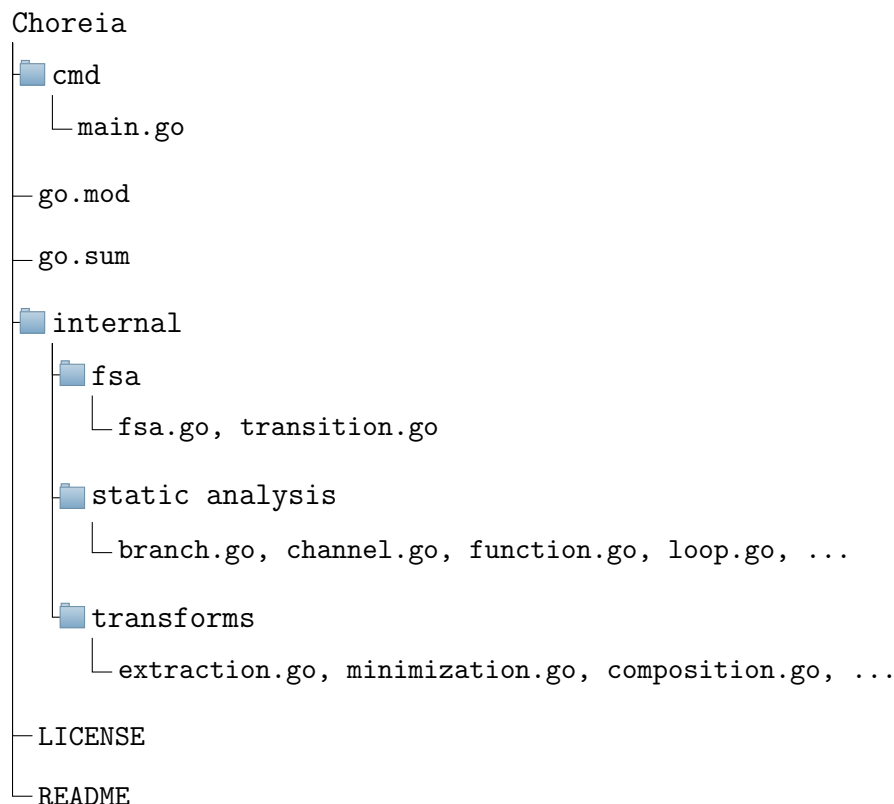 Choreia
cmd
main.go
go.mod
go.sum
internal
fsa
fsa.go, transition.go
static analysis
branch.go, channel.go, function.go, loop.go, ...
transforms
extraction.go, minimization.go, composition.go, ...
LICENSE
README